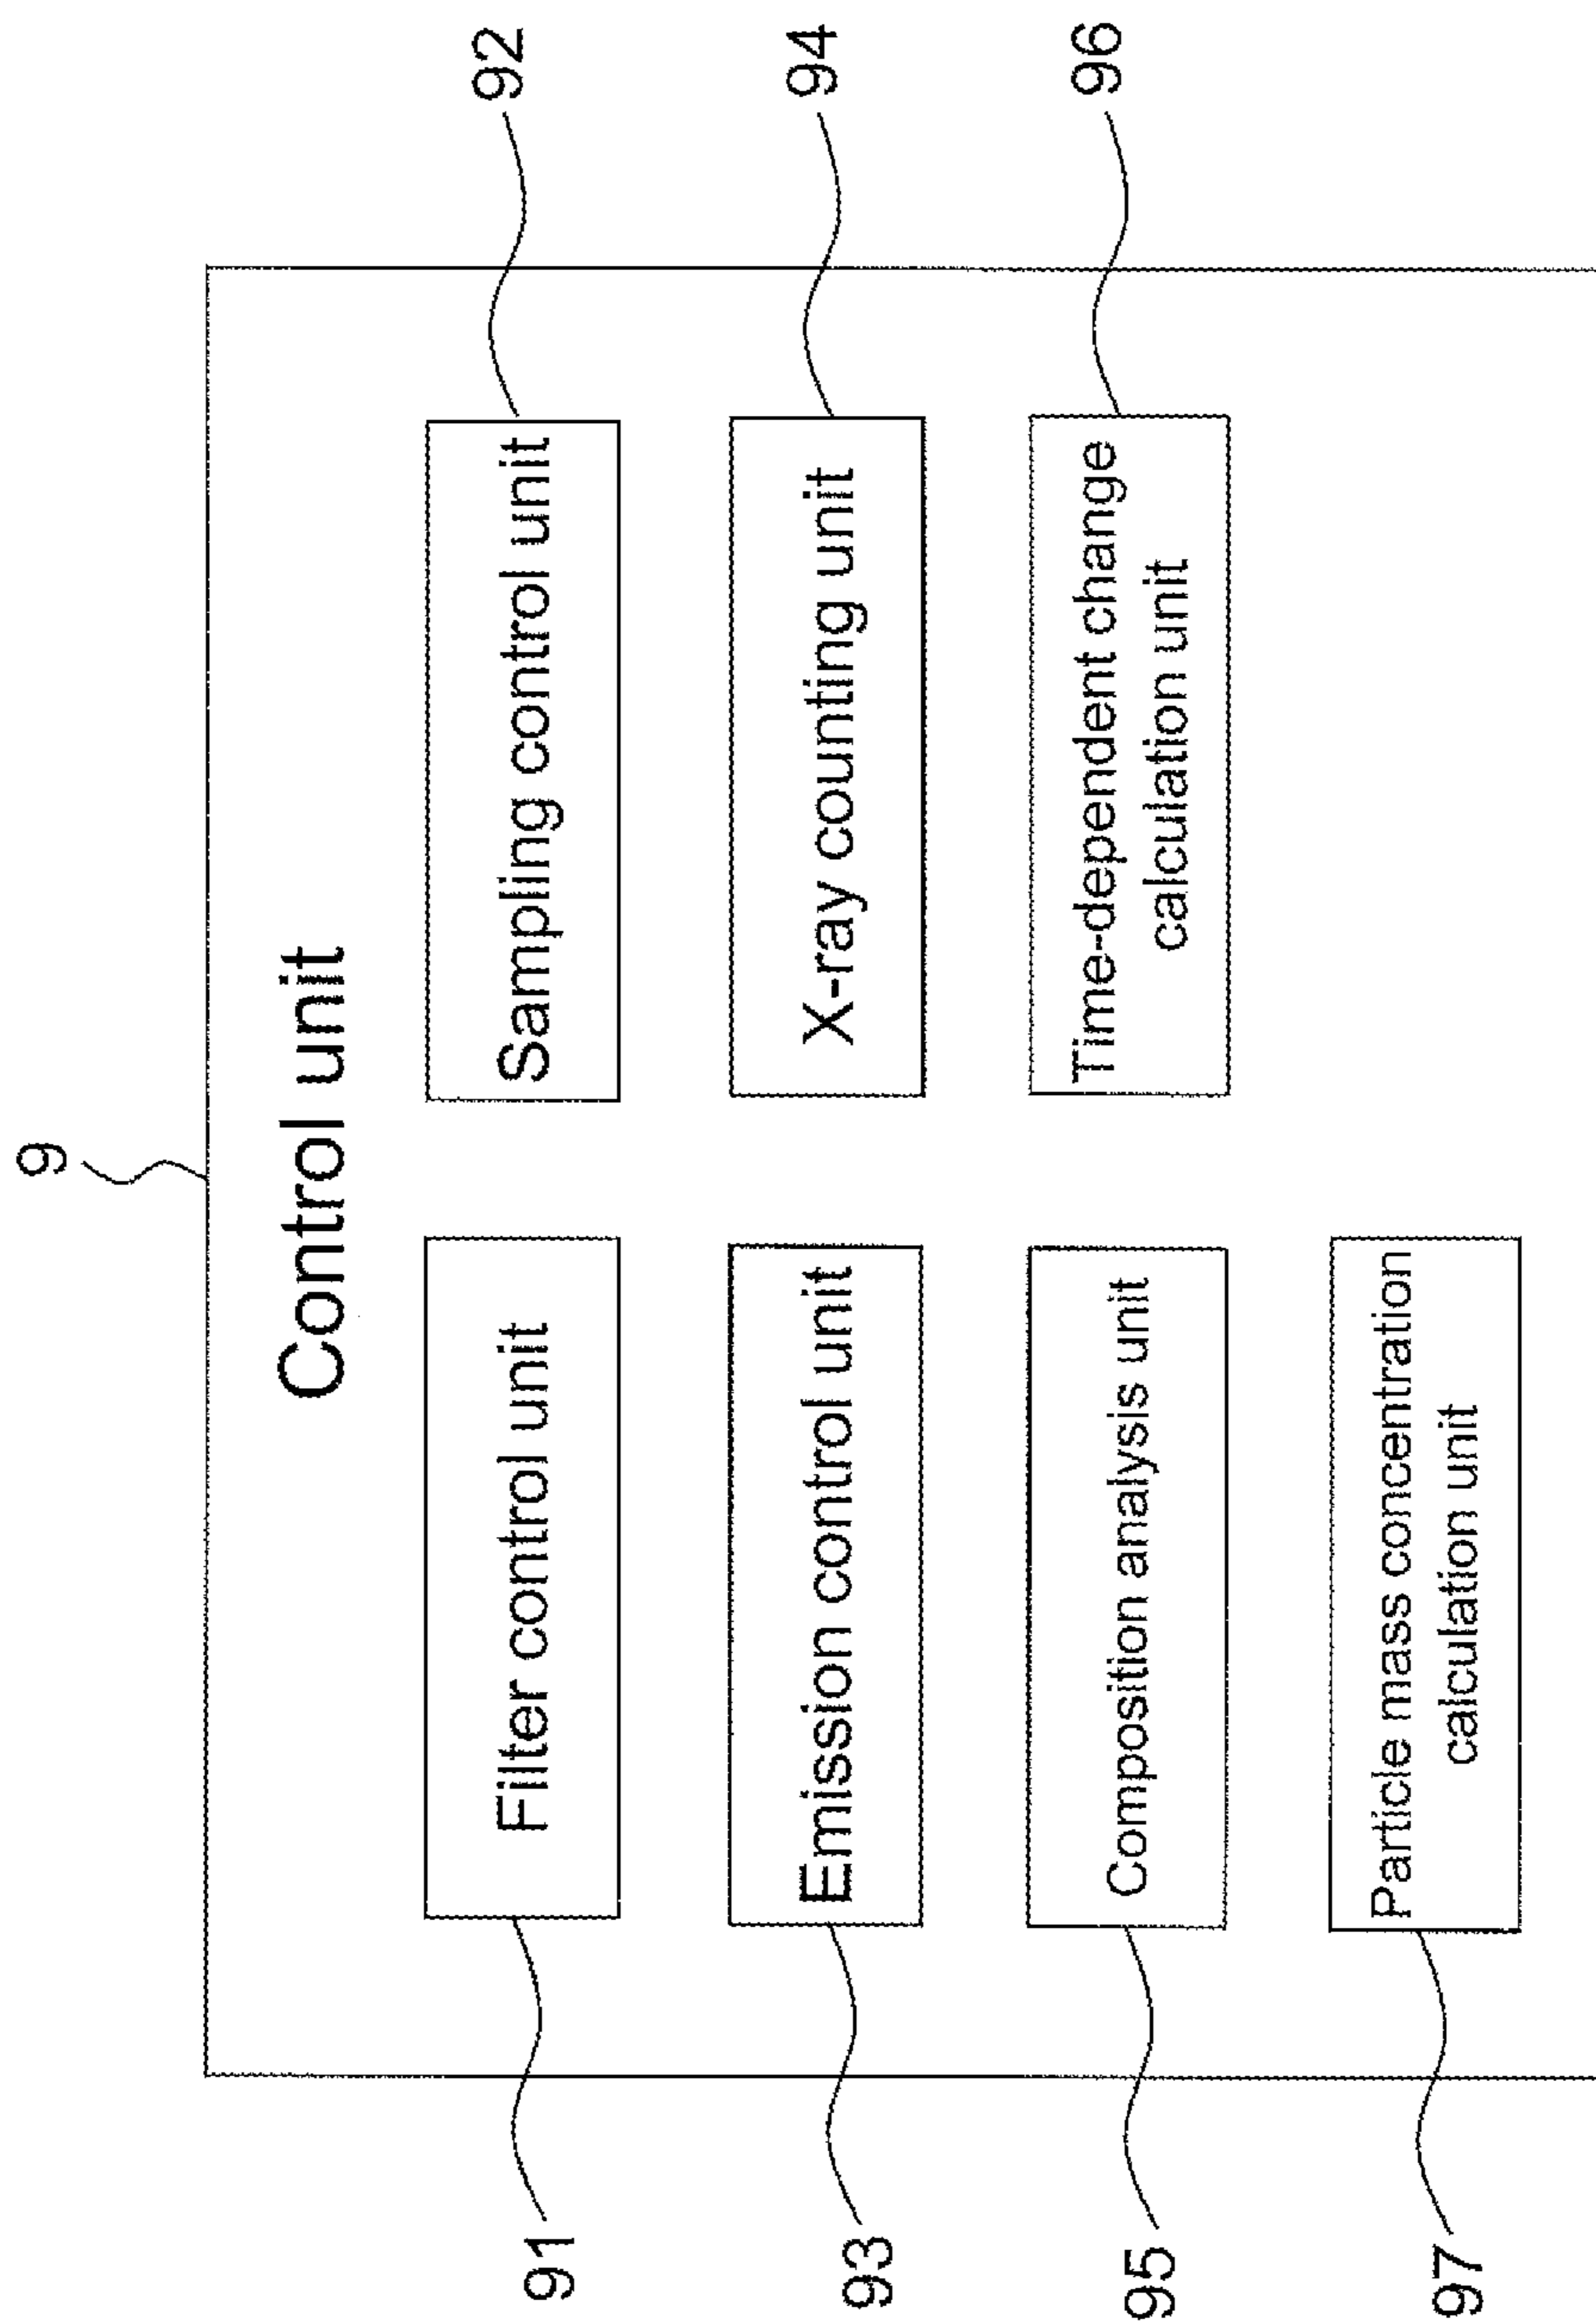 9
Control unit
91
Filter control unit
Sampling control unit
92
93
Emission control unit
X-ray counting unit
94
95
Composition analysis unit
Time-dependent change
calculation unit
96
97
Particle mass concentration
calculation unit